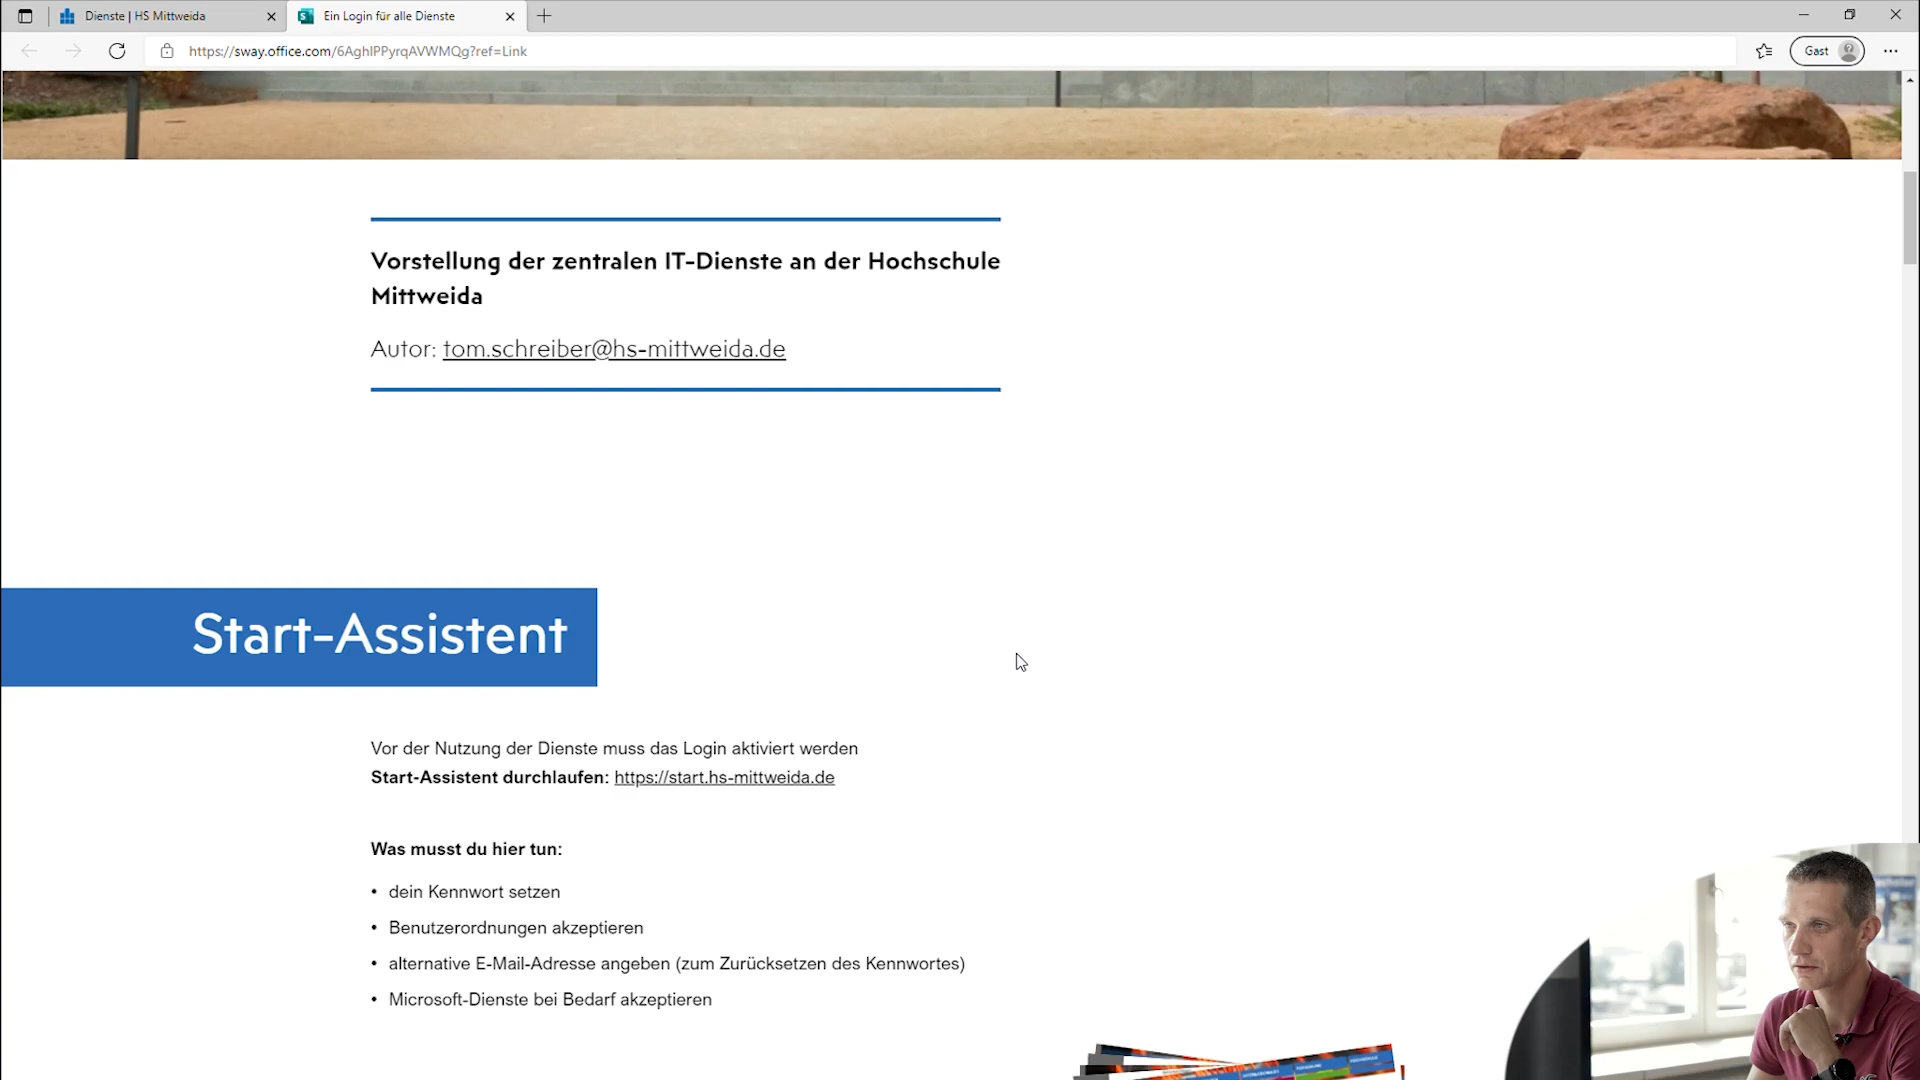 Dienste | HS Mittweida
Ein Login für alle Dienste
https://sway.office.com/6AghIPPyrqAVWMQg?ref=Link
Gast
Vorstellung der zentralen IT-Dienste an der Hochschule
Mittweida
Autor: tom.schreiber@hs-mittweida.de
Start-Assistent
Vor der Nutzung der Dienste muss das Login aktiviert werden
Start-Assistent durchlaufen: https://start.hs-mittweida.de
Was musst du hier tun:
• dein Kennwort setzen
• Benutzerordnungen akzeptieren
• alternative E-Mail-Adresse angeben (zum Zurücksetzen des Kennwortes)
• Microsoft-Dienste bei Bedarf akzeptieren